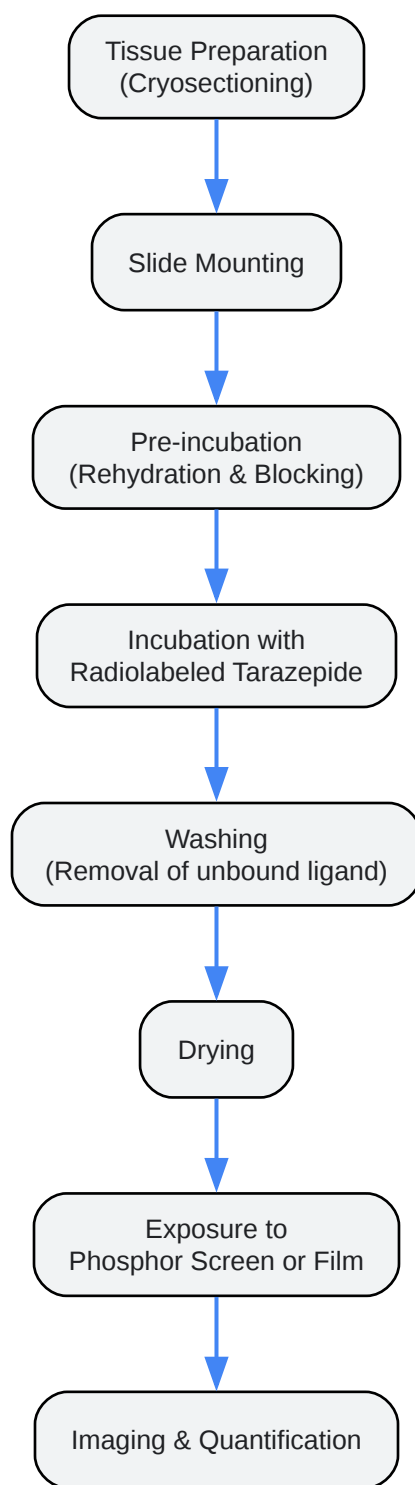 Tissue Preparation
(Cryosectioning)
Slide Mounting
Pre-incubation
(Rehydration & Blocking)
Incubation with
Radiolabeled Tarazepide
Washing
(Removal of unbound ligand)
Drying
Exposure to
Phosphor Screen or Film
Imaging & Quantification